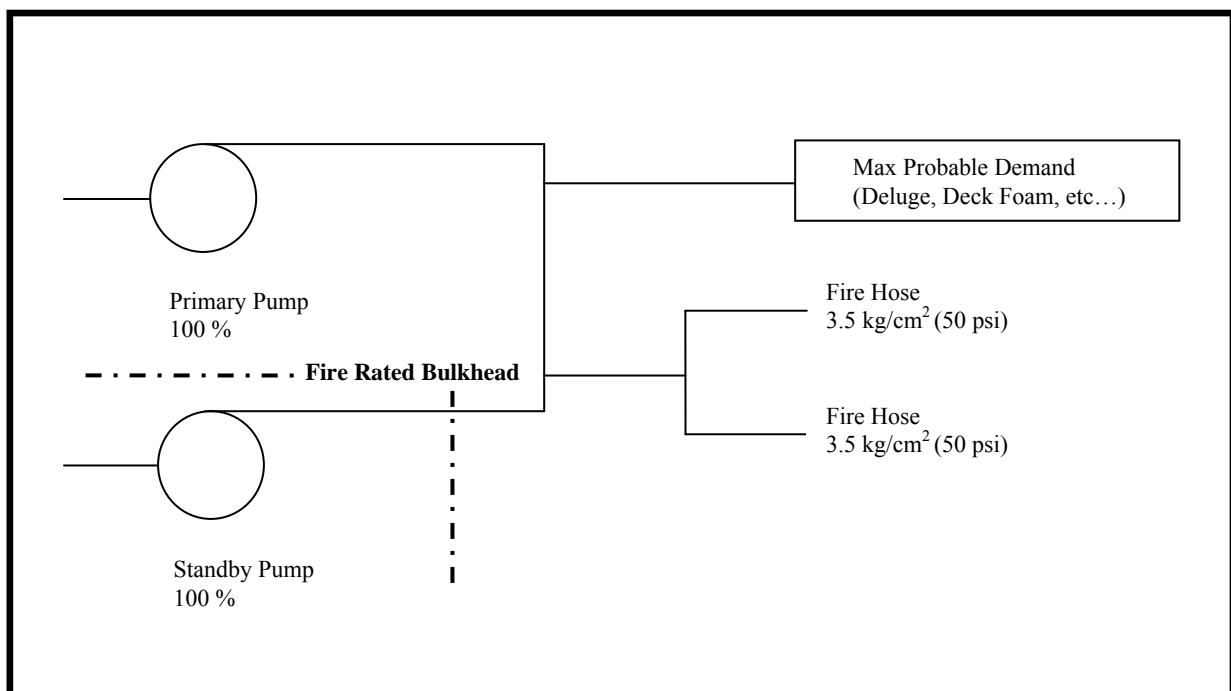 Max Probable Demand
(Deluge, Deck Foam, etc…)
Primary Pump
100 %
Fire Hose
3.5 kg/cm² (50 psi)
Fire Rated Bulkhead
Fire Hose
3.5 kg/cm² (50 psi)
Standby Pump
100 %